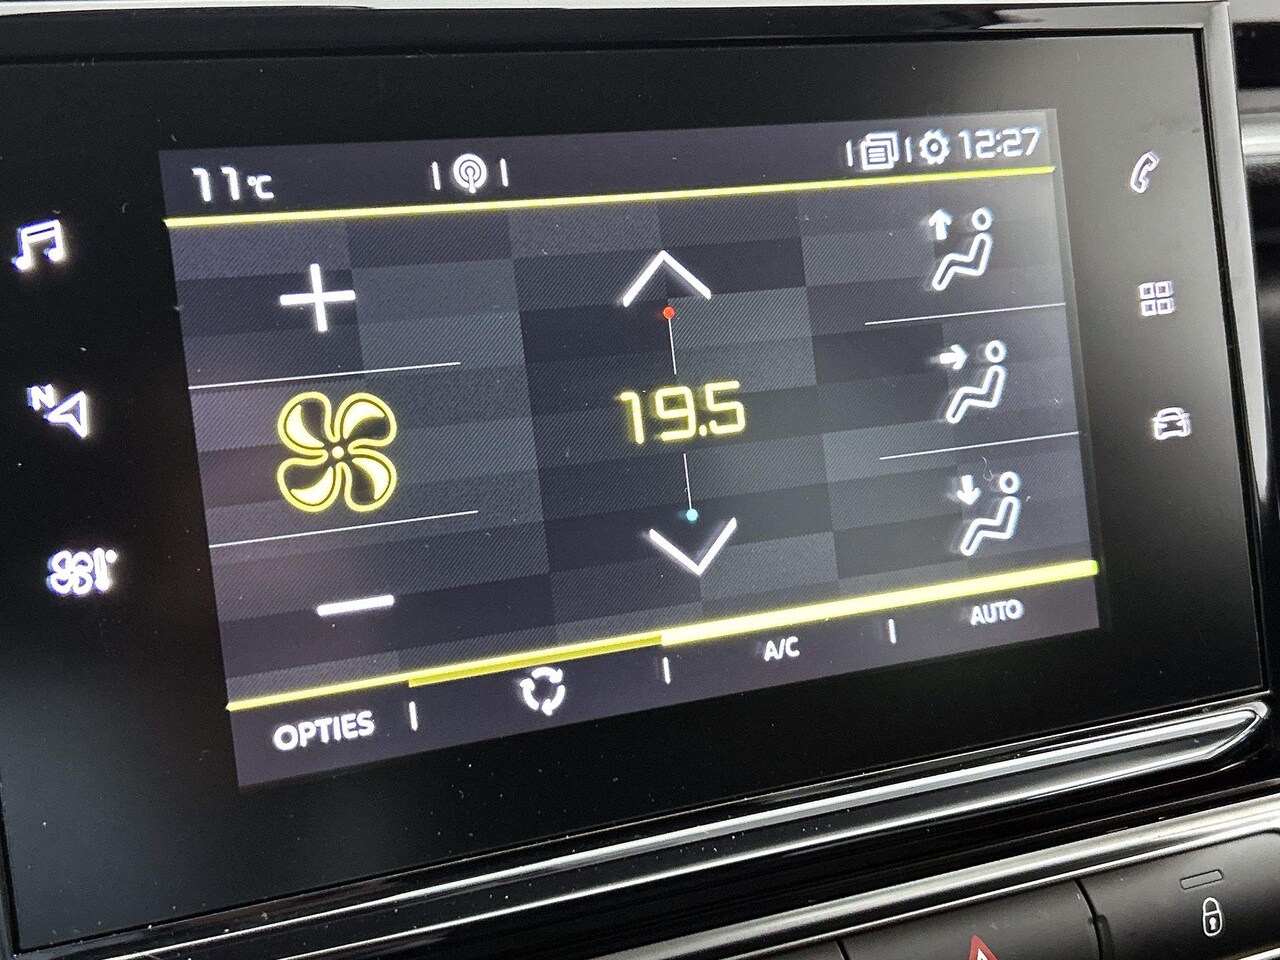 11°C
12:27
N
19.5
OPTIES
A/C
AUTO